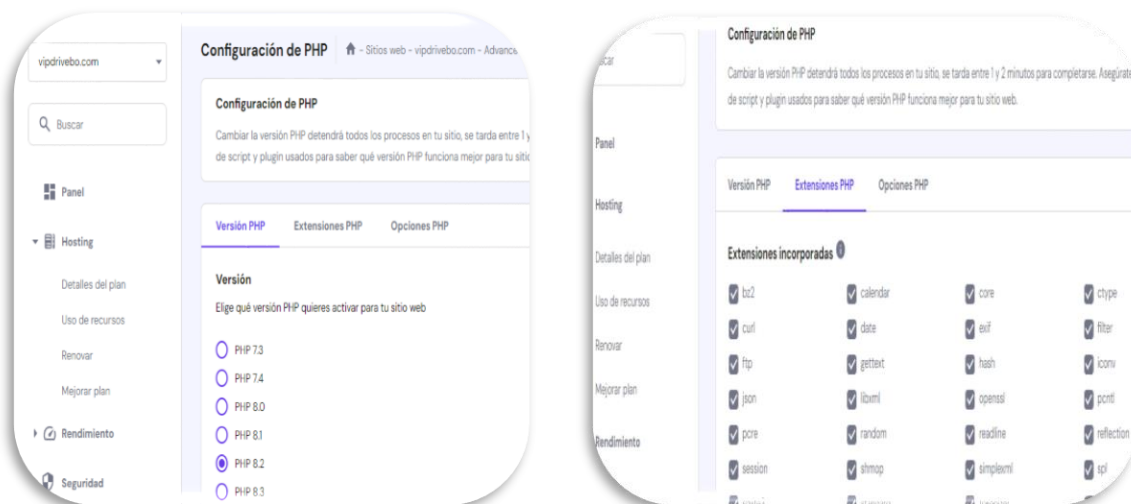 vipdrivebo.com
Buscar
Panel
Hosting
Detalles del plan
Uso de recursos
Renovar
Mejorar plan
Rendimiento
Seguridad
Configuración de PHP - Sitios web - vipdrivebo.com - Advance
Configuración de PHP
Cambiar la versión PHP detendrá todos los procesos en tu sitio, se tarda entre 1 y
de script y plugin usados para saber qué versión PHP funciona mejor para tu sitio
Versión PHP Extensiones PHP Opciones PHP
Versión
Elige qué versión PHP quieres activar para tu sitio web
PHP 7.3
PHP 7.4
PHP 8.0
PHP 8.1
PHP 8.2
PHP 8.3
car
Panel
Hosting
Detalles del plan
Uso de recursos
Renovar
Mejorar plan
Rendimiento
Configuración de PHP
Cambiar la versión PHP detendrá todos los procesos en tu sitio, se tarda entre 1 y 2 minutos para completarse. Asegúrate
de script y plugin usados para saber qué versión PHP funciona mejor para tu sitio web.
Versión PHP Extensiones PHP Opciones PHP
Extensiones incorporadas
bz2 calendar core ctype
curl date exif filter
ftp gettext hash iconv
json libxml openssl pcntl
pcre random readline reflection
session shmop simplexml spl